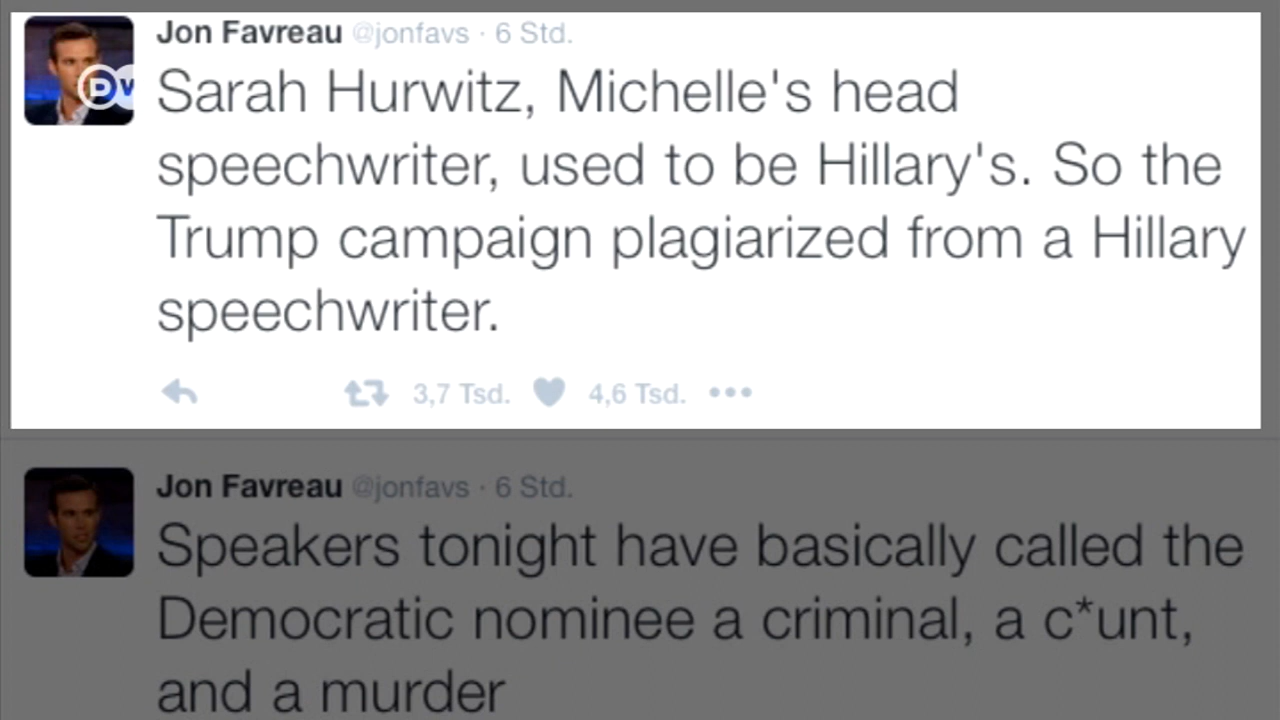 Jon Favreau @jonfavs · 6 Std.
DW
Sarah Hurwitz, Michelle's head
speechwriter, used to be Hillary's. So the
Trump campaign plagiarized from a Hillary
speechwriter.
3,7 Tsd. 4,6 Tsd.
Jon Favreau @jonfavs · 6 Std.
Speakers tonight have basically called the
Democratic nominee a criminal, a c*unt,
and a murder